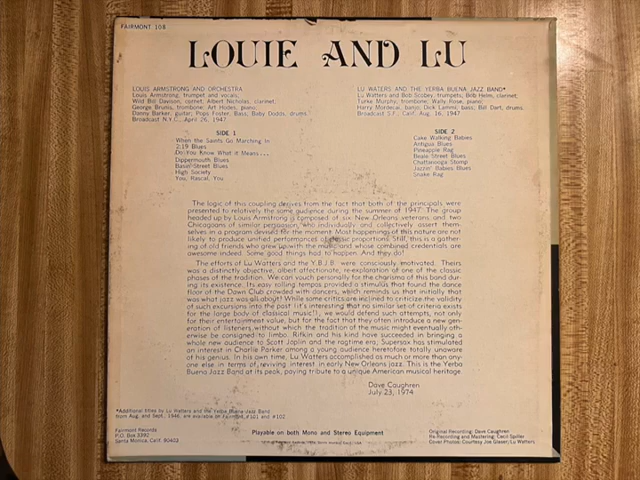 FAIRMONT 108
LOUIE AND LU
LOUIS ARMSTRONG AND ORCHESTRA
Louis Armstrong, trumpet and vocals;
Wild Bill Davison, cornet; Albert Nicholas, clarinet;
George Brunis, trombone; Art Hodes, piano;
Danny Barker, guitar; Pops Foster, Bass; Baby Dodds, drums.
Broadcast N.Y.C., April 26, 1947
LU WATERS AND THE YERBA BUENA JAZZ BAND*
Lu Watters and Bob Scobey, trumpets; Bob Helm, clarinet;
Turke Murphy, trombone; Wally Rose, piano;
Harry Mordecai, banjo; Dick Lammi, bass; Bill Dart, drums.
Broadcast S.F., Calif. Aug. 16, 1947
SIDE 1
When the Saints Go Marching In
2:19 Blues
Do You Know What it Means . . .
Dippermouth Blues
Basin Street Blues
High Society
You, Rascal, You
SIDE 2
Cake Walking Babies
Antigua Blues
Pineapple Rag
Beale Street Blues
Chattanooga Stomp
Jazzin' Babies Blues
Snake Rag
The logic of this coupling derives from the fact that both of the principals were
presented to relatively the same audience during the summer of 1947. The group
headed up by Louis Armstrong is composed of six New Orleans veterans and two
Chicagoans of similar persuasion, who individually and collectively assert them-
selves in a program devised for the moment. Most happenings of this nature are not
likely to produce unified performances of classic proportions. Still, this is a gather-
ing of old friends who grew up with the music and whose combined credentials are
awesome indeed. Some good things had to happen. And they do!
The efforts of Lu Watters and the Y.B.J.B. were consciously motivated. Theirs
was a distinctly objective, albeit affectionate, re-exploration of one of the classic
phases of the tradition. We can vouch personally for the charisma of this band dur-
ing its existence. Its easy rolling tempos provided a stimulus that found the dance
floor of the Dawn Club crowded with dancers, which reminds us that initially that
was what jazz was all about! While some critics are inclined to criticize the validity
of such excursions into the past (it's interesting that no similar set of criteria exists
for the large body of classical music!), we would defend such attempts, not only
for their entertainment value, but for the fact that they often introduce a new gen-
eration of listeners without which the tradition of the music might eventually oth-
erwise be consigned to limbo. Rifkin and his kind have succeeded in bringing a
whole new audience to Scott Joplin and the ragtime era; Supersax has stimulated
an interest in Charlie Parker among a young audience heretofore totally unaware
of his genius. In his own time, Lu Watters accomplished as much or more than any-
one else in terms of reviving interest in early New Orleans jazz. This is the Yerba
Buena Jazz Band at its peak, paying tribute to a unique American musical heritage.
Dave Caughren
July 23, 1974
*Additional titles by Lu Watters and the Yerba Buena Jazz Band
from Aug. and Sept., 1946, are available on Fairmont #101 and #102
Fairmont Records
P.O. Box 3392
Santa Monica, Calif. 90403
Playable on both Mono and Stereo Equipment
Original Recording: Dave Caughren
Re-Recording and Mastering: Cecil Spiller
Cover Photos: Courtesy Joe Glaser; Lu Watters